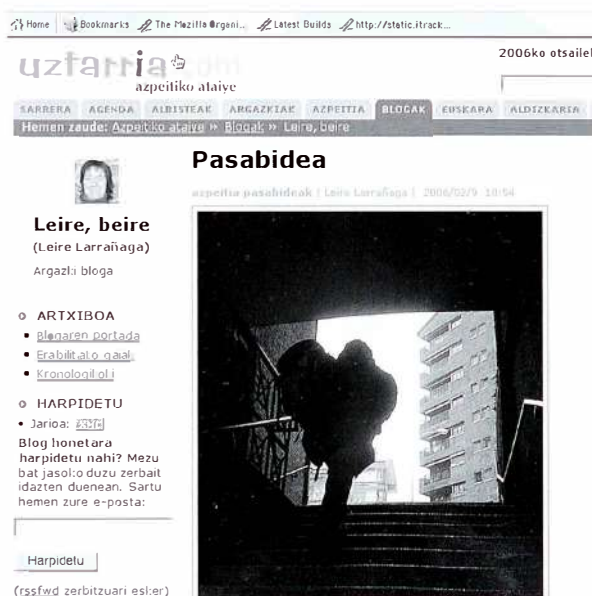 Home Bookmarks The Mozilla Organi... Latest Builds http://static.itrack...
uztarria.com
azpeitiko ataiye
2006ko otsailek
SARRERA AGENDA ALBISTEAK ARGAZKIAK AZPEITIA BLOGAK EUSKARA ALDIZKARIA
Hemen zaude: Azpeitiko ataiye » Blogak » Leire, beire
Pasabidea
azpeitia pasabideak | Leire Larrañaga | 2006/02/9 18:54
Leire, beire
(Leire Larrañaga)
Argazki bloga
ARTXIBOA
Blogaren portada
Erabilitako gaiak
Kronologikoki
HARPIDETU
Jarioa:
Blog honetara
harpidetu nahi? Mezu
bat jasoko duzu zerbait
idazten duenean. Sartu
hemen zure e-posta:
Harpidetu
(rssfwd zerbitzuari esker)